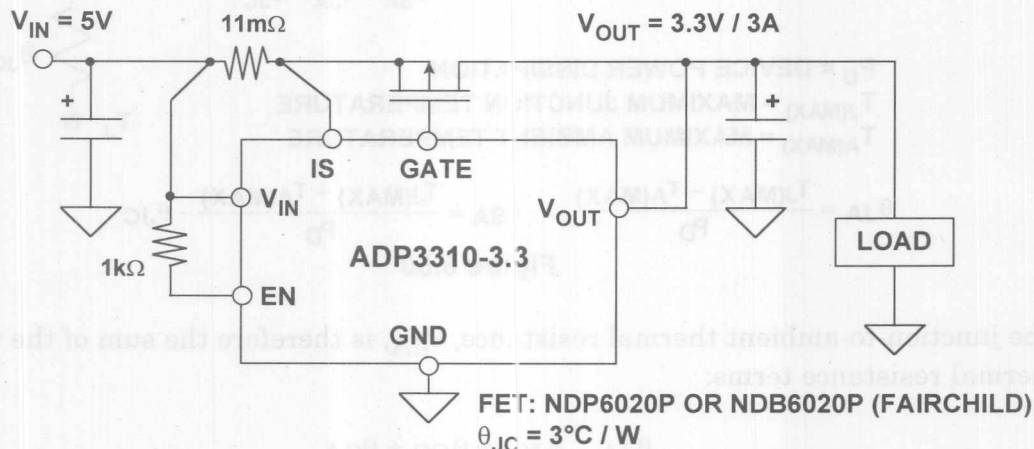 V_IN = 5V
11mΩ
V_OUT = 3.3V / 3A
IS
GATE
V_IN
V_OUT
1kΩ
ADP3310-3.3
LOAD
EN
GND
FET: NDP6020P OR NDB6020P (FAIRCHILD)
θ_JC = 3°C / W